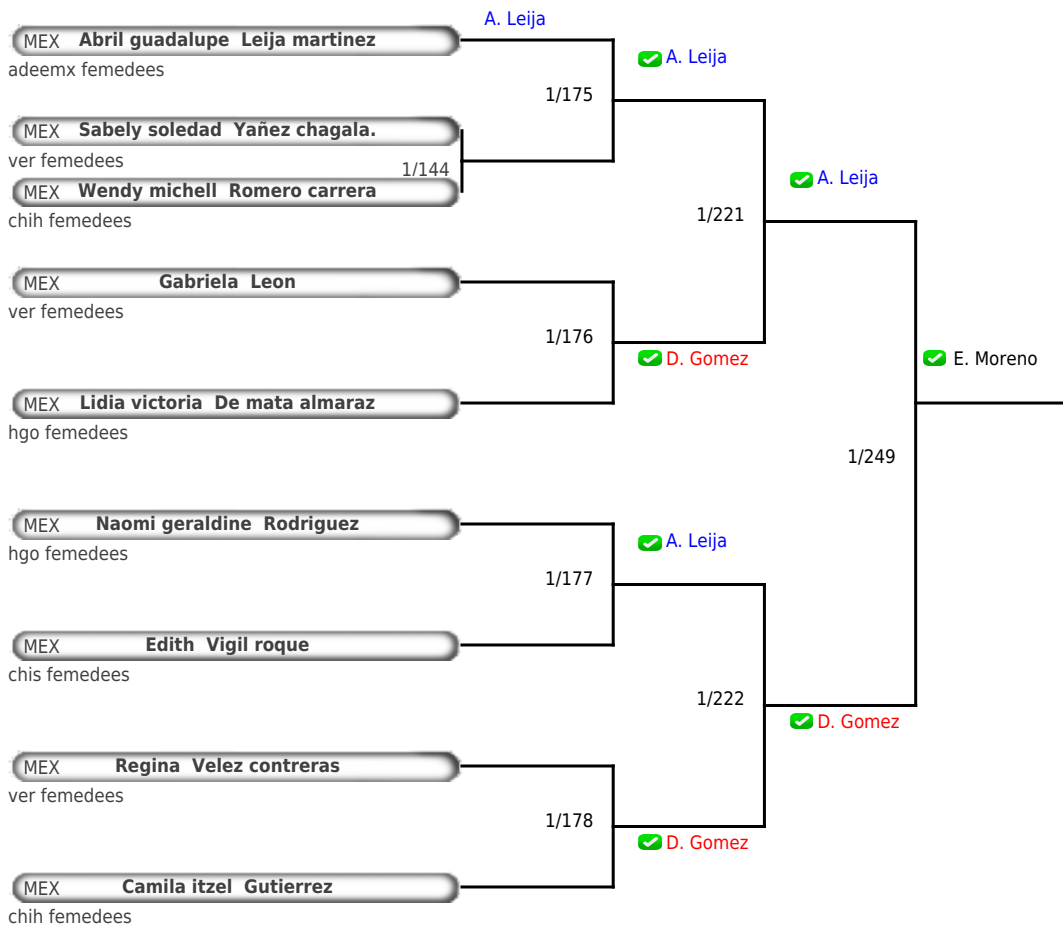 A. Leija
MEX Abril guadalupe Leija martinez
adeemx femedees
A. Leija
1/175
MEX Sabely soledad Yañez chagala.
ver femedees
1/144
MEX Wendy michell Romero carrera
chih femedees
A. Leija
1/221
MEX Gabriela Leon
ver femedees
1/176
D. Gomez
E. Moreno
MEX Lidia victoria De mata almaraz
hgo femedees
1/249
MEX Naomi geraldine Rodriguez
hgo femedees
A. Leija
1/177
MEX Edith Vigil roque
chis femedees
1/222
D. Gomez
MEX Regina Velez contreras
ver femedees
1/178
D. Gomez
MEX Camila itzel Gutierrez
chih femedees